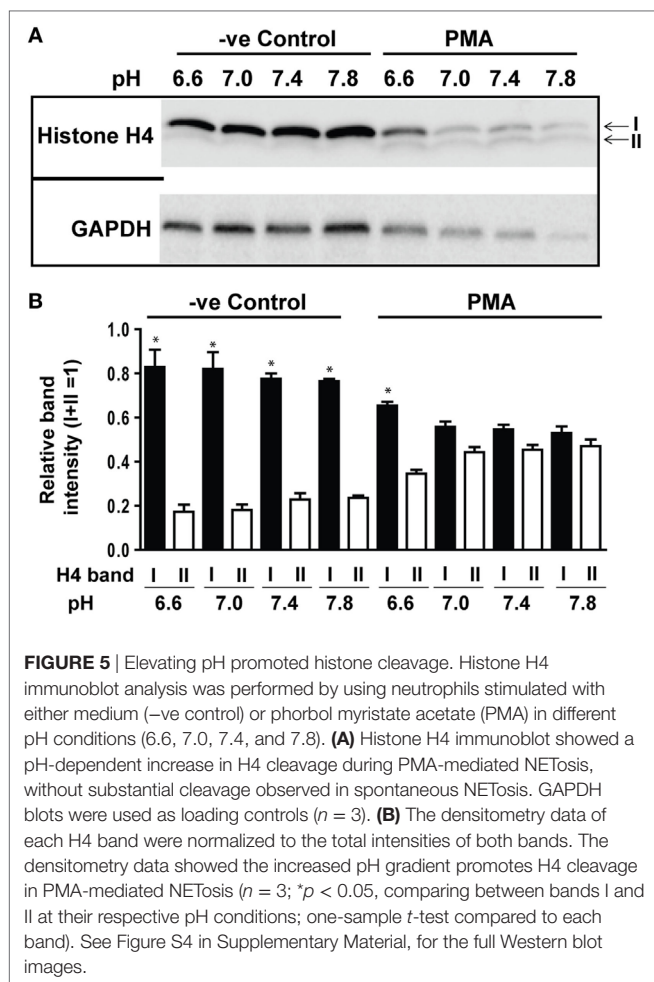 A
-ve Control PMA
pH 6.6 7.0 7.4 7.8 6.6 7.0 7.4 7.8
Histone H4
I
II
GAPDH
B
-ve Control PMA
Relative band intensity (I+II =1)
1.0
0.8
0.6
0.4
0.2
0.0
* * * * *
H4 band I II I II I II I II I II I II I II I II
pH 6.6 7.0 7.4 7.8 6.6 7.0 7.4 7.8
FIGURE 5 | Elevating pH promoted histone cleavage. Histone H4
immunoblot analysis was performed by using neutrophils stimulated with
either medium (−ve control) or phorbol myristate acetate (PMA) in different
pH conditions (6.6, 7.0, 7.4, and 7.8). (A) Histone H4 immunoblot showed a
pH-dependent increase in H4 cleavage during PMA-mediated NETosis,
without substantial cleavage observed in spontaneous NETosis. GAPDH
blots were used as loading controls (n = 3). (B) The densitometry data of
each H4 band were normalized to the total intensities of both bands. The
densitometry data showed the increased pH gradient promotes H4 cleavage
in PMA-mediated NETosis (n = 3; *p < 0.05, comparing between bands I and
II at their respective pH conditions; one-sample t-test compared to each
band). See Figure S4 in Supplementary Material, for the full Western blot
images.